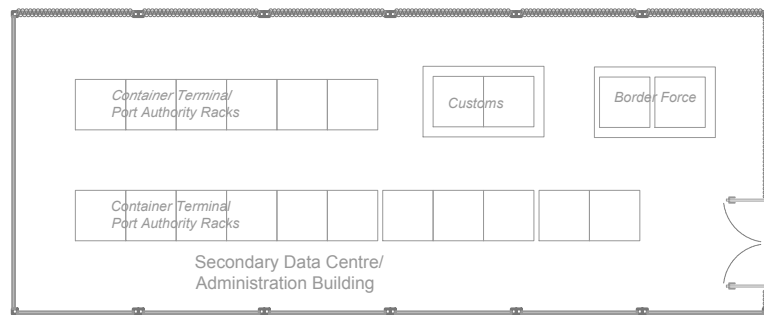 Container Terminal
Port Authority Racks
Customs
Border Force
Container Terminal
Port Authority Racks
Secondary Data Centre/
Administration Building